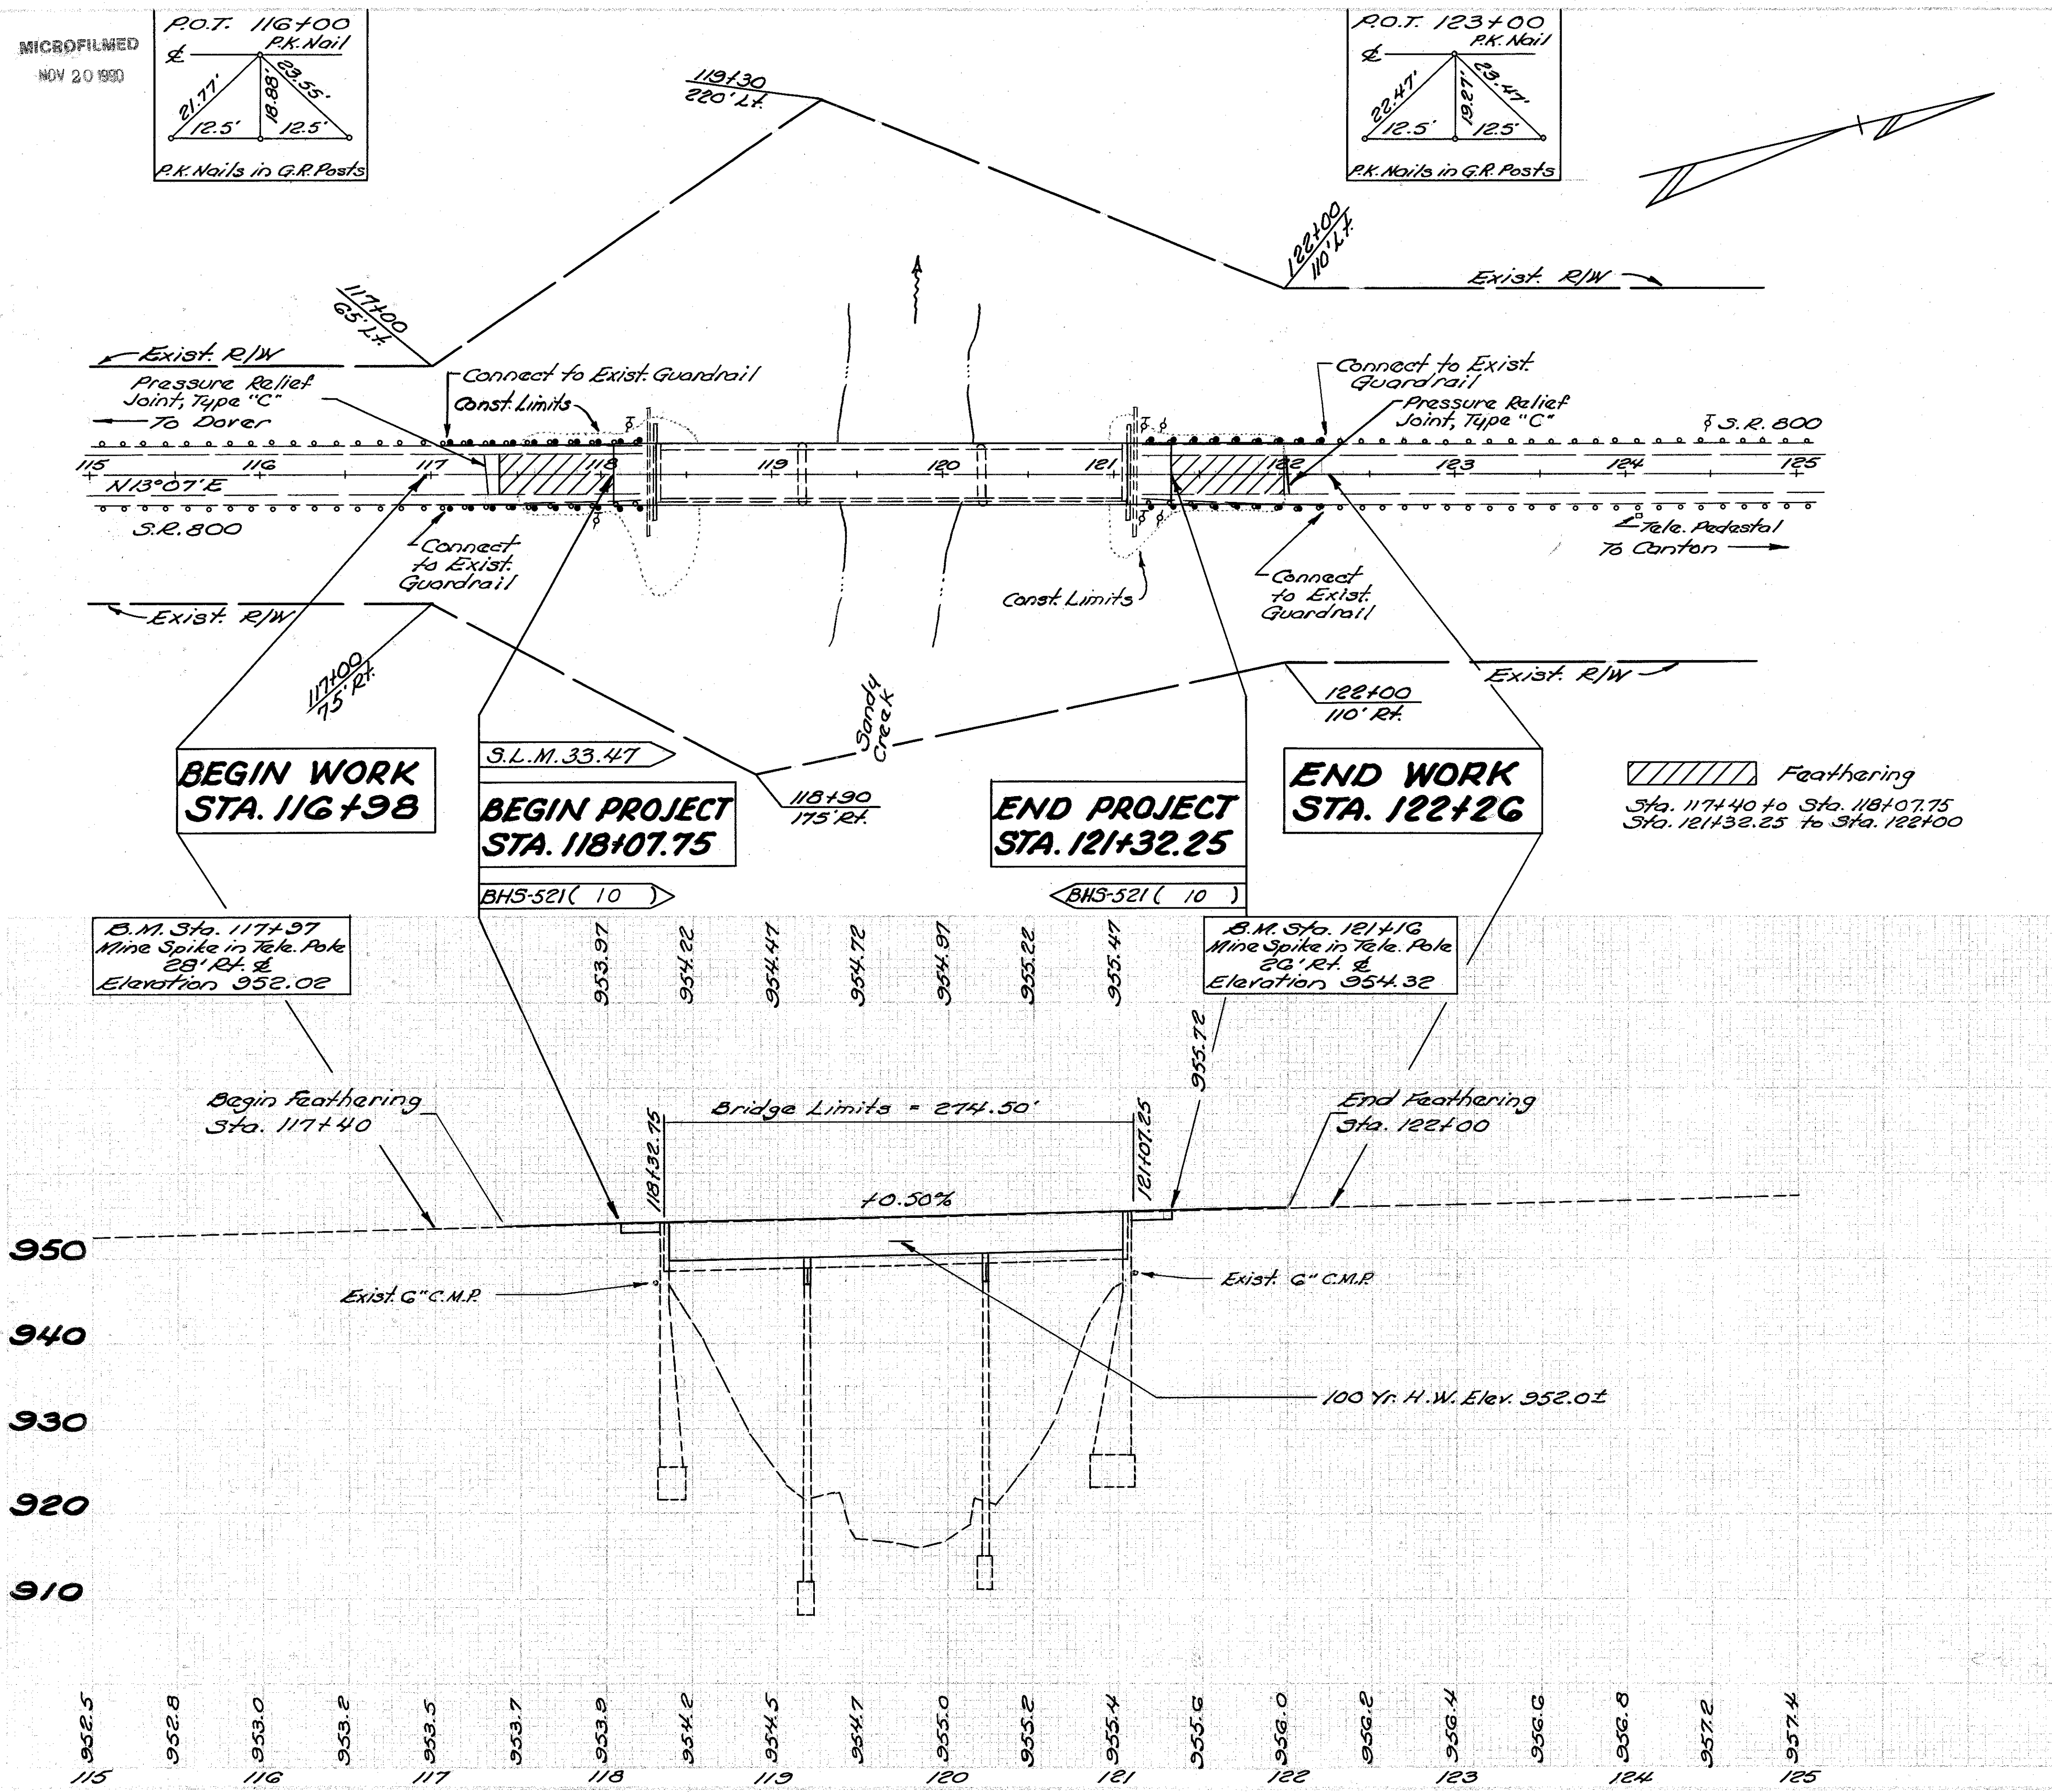 MICROFILMED
NOV 20 1990
P.O.T. 116+00
P.K. Nail
℄
21.77'
18.88'
23.55'
12.5'
12.5'
P.K. Nails in G.R. Posts
119+30
220' Lt.
P.O.T. 123+00
P.K. Nail
℄
22.47'
19.27'
23.47'
12.5'
12.5'
P.K. Nails in G.R. Posts
122+00
110' Lt.
Exist. R/W
117+00
65' Lt.
Exist. R/W
Pressure Relief
Joint, Type "C"
To Dover
Connect to Exist. Guardrail
Const. Limits
Connect to Exist.
Guardrail
Pressure Relief
Joint, Type "C"
S.R. 800
115
116
117
118
119
120
121
122
123
124
125
N13°07'E
S.R. 800
Connect
to Exist.
Guardrail
Tele. Pedestal
To Canton
Const. Limits
Connect
to Exist.
Guardrail
Exist. R/W
117+00
75' Rt.
Sandy
Creek
122+00
110' Rt.
Exist. R/W
BEGIN WORK
STA. 116+98
S.L.M. 33.47
BEGIN PROJECT
STA. 118+07.75
BHS-521( 10 )
118+90
175' Rt.
END PROJECT
STA. 121+32.25
BHS-521( 10 )
END WORK
STA. 122+26
Feathering
Sta. 117+40 to Sta. 118+07.75
Sta. 121+32.25 to Sta. 122+00
B.M. Sta. 117+97
Mine Spike in Tele. Pole
28' Rt. ℄
Elevation 952.02
953.97
954.22
954.47
954.72
954.97
955.22
955.47
955.72
B.M. Sta. 121+16
Mine Spike in Tele. Pole
26' Rt. ℄
Elevation 954.32
Begin Feathering
Sta. 117+40
118+32.75
Bridge Limits = 274.50'
121+07.25
End Feathering
Sta. 122+00
+0.50%
950
Exist. 6" C.M.P.
Exist. 6" C.M.P.
940
100 Yr. H.W. Elev. 952.0±
930
920
910
952.5
952.8
953.0
953.2
953.5
953.7
953.9
954.2
954.5
954.7
955.0
955.2
955.4
955.6
956.0
956.2
956.4
956.6
956.8
957.2
957.4
115
116
117
118
119
120
121
122
123
124
125